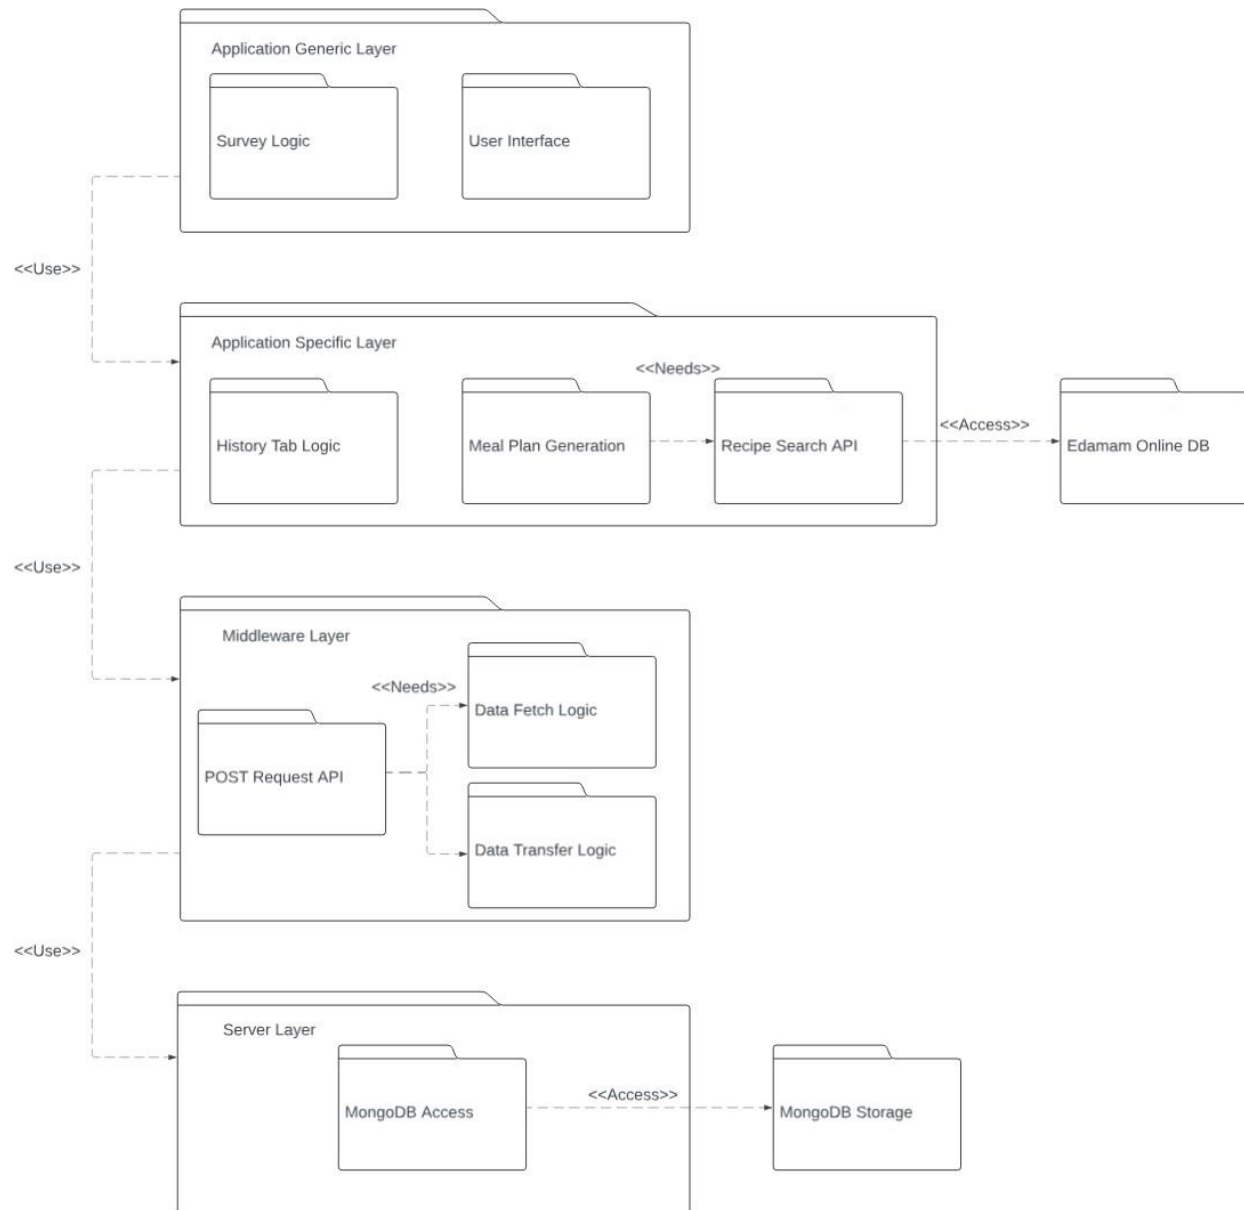 Application Generic Layer
Survey Logic
User Interface
<<Use>>
Application Specific Layer
<<Needs>>
History Tab Logic
Meal Plan Generation
Recipe Search API
<<Access>>
Edamam Online DB
<<Use>>
Middleware Layer
<<Needs>>
Data Fetch Logic
POST Request API
Data Transfer Logic
<<Use>>
Server Layer
MongoDB Access
<<Access>>
MongoDB Storage